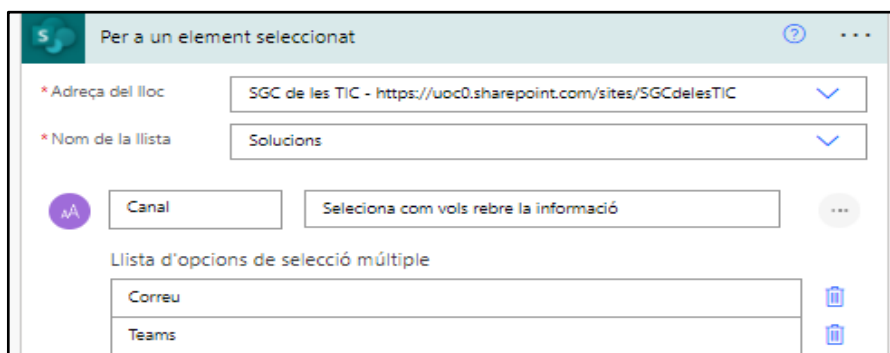 S Per a un element seleccionat ? ...
* Adreça del lloc SGC de les TIC - https://uoc0.sharepoint.com/sites/SGCdelesTIC
* Nom de la llista Solucions
AA Canal Seleciona com vols rebre la informació ...
Llista d'opcions de selecció múltiple
Correu
Teams